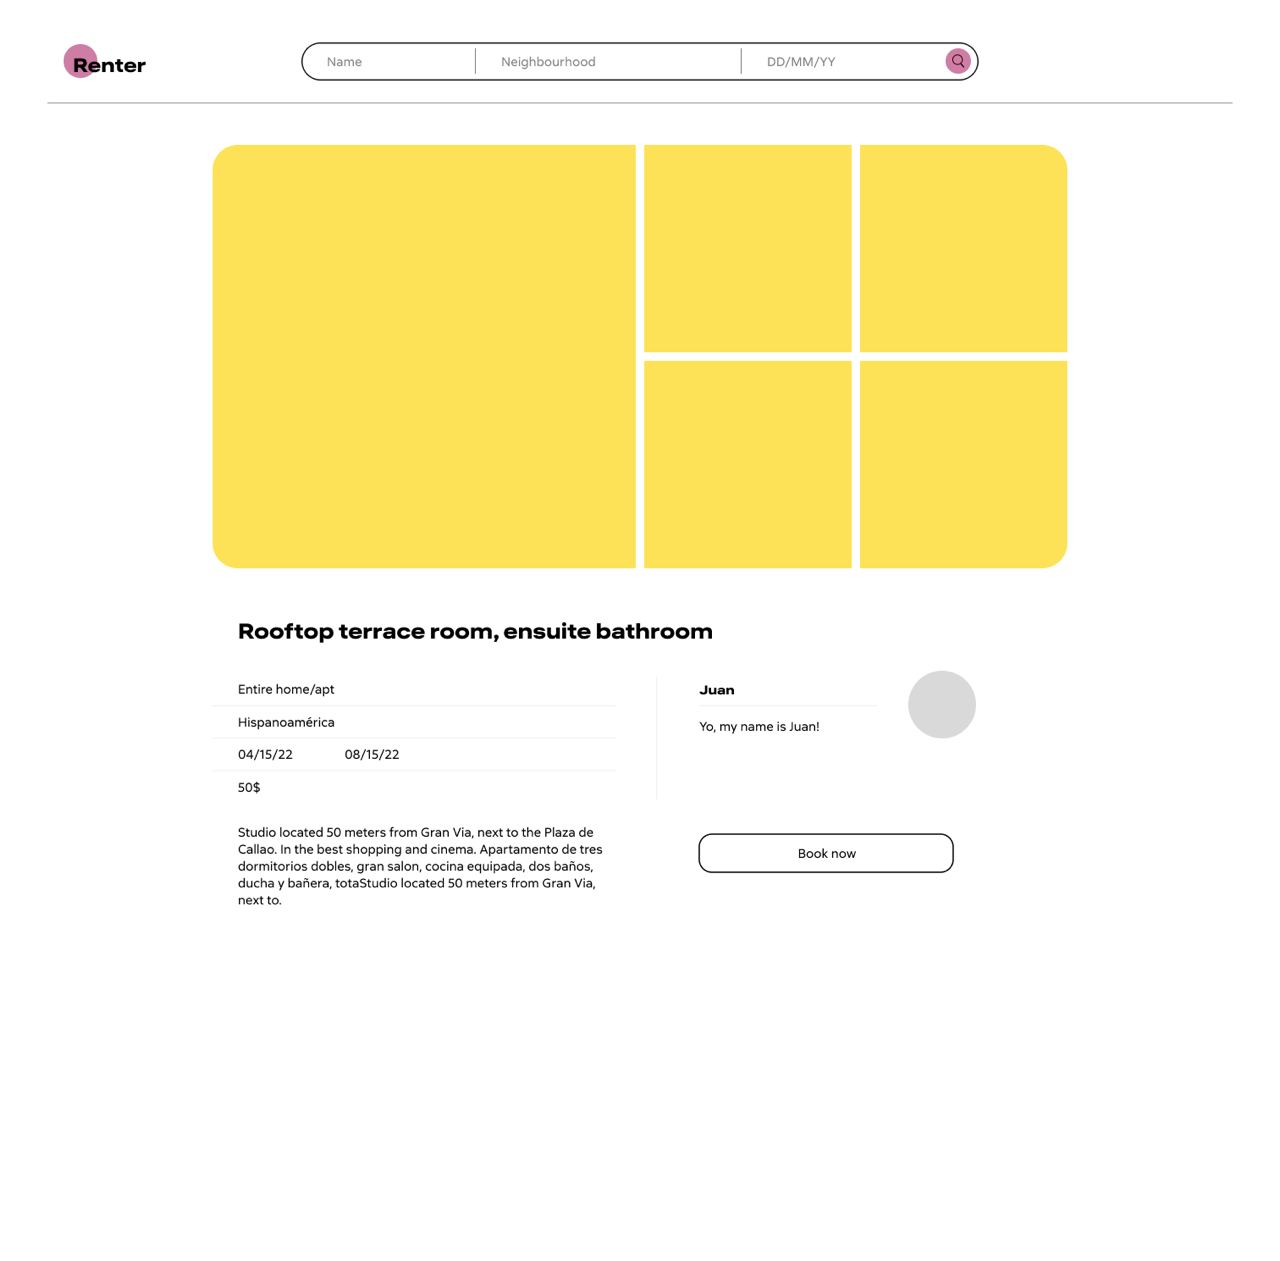 Renter
Name
Neighbourhood
DD/MM/YY
Rooftop terrace room, ensuite bathroom
Entire home/apt
Hispanoamérica
04/15/22 08/15/22
50$
Studio located 50 meters from Gran Via, next to the Plaza de
Callao. In the best shopping and cinema. Apartamento de tres
dormitorios dobles, gran salon, cocina equipada, dos baños,
ducha y bañera, totaStudio located 50 meters from Gran Via,
next to.
Juan
Yo, my name is Juan!
Book now